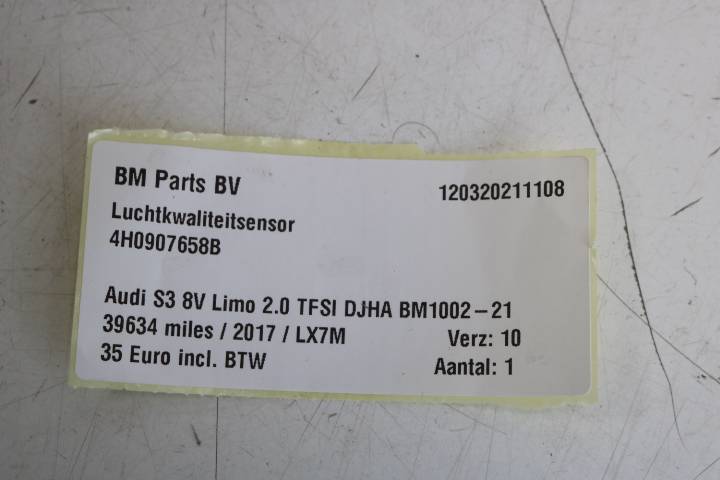 BM Parts BV 120320211108
Luchtkwaliteitsensor
4H0907658B
Audi S3 8V Limo 2.0 TFSI DJHA BM1002-21
39634 miles / 2017 / LX7M Verz: 10
35 Euro incl. BTW Aantal: 1